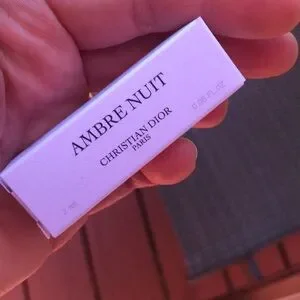 AMBRE NUIT
CHRISTIAN DIOR
PARIS
2 ml
0.06 FL.OZ